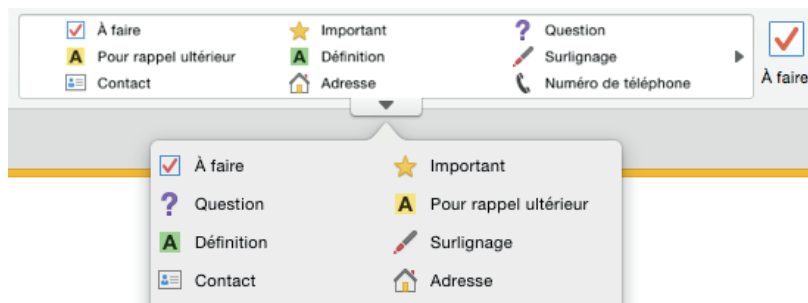 À faire Important Question
Pour rappel ultérieur Définition Surlignage
Contact Adresse Numéro de téléphone
À faire
À faire Important
Question Pour rappel ultérieur
Définition Surlignage
Contact Adresse